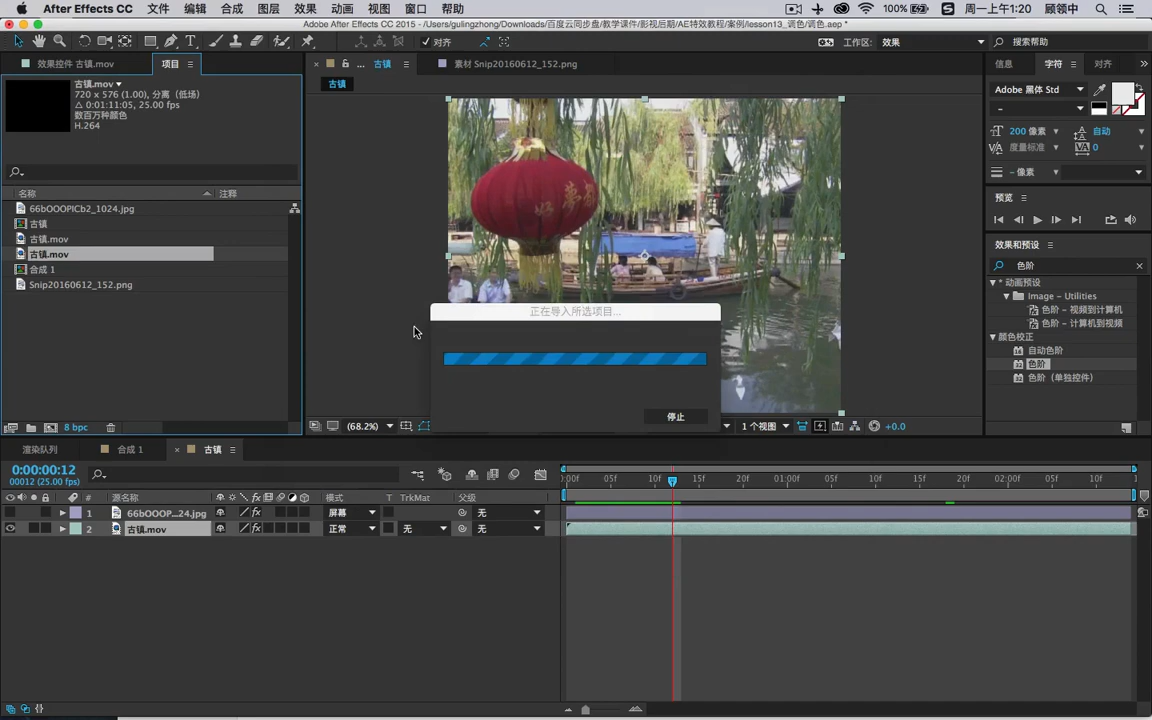 After Effects CC 文件 编辑 合成 图层 效果 动画 视图 窗口 帮助 100% 周一上午1:20 顾领中
Adobe After Effects CC 2015 - /Users/gulingzhong/Downloads/百度云同步盘/教学课件/影视后期/AE特效教程/案例/lesson13_调色/调色.aep *
对齐 工作区: 效果 搜索帮助
效果控件 古镇.mov 项目 ... 古镇 素材 Snip20160612_152.png 信息 字符 对齐
古镇
古镇.mov
720 x 576 (1.00), 分离 (低场)
Δ 0:01:11:05, 25.00 fps
数百万种颜色
H.264
Adobe 黑体 Std
-
200 像素 自动
度量标准 0
- 像素
名称 注释
66bOOOPICb2_1024.jpg
古镇
古镇.mov
古镇.mov
合成 1
Snip20160612_152.png
预览
效果和预设
色阶
* 动画预设
Image – Utilities
色阶 – 视频到计算机
色阶 – 计算机到视频
颜色校正
自动色阶
色阶
色阶（单独控件）
正在导入所选项目...
停止
8 bpc (68.2%) 1 个视图 +0.0
渲染队列 合成 1 古镇
0:00:00:12
00012 (25.00 fps)
:00f 05f 10f 15f 20f 01:00f 05f 10f 15f 20f 02:00f 05f 10f
# 源名称 模式 T TrkMat 父级
1 66bOOOP...24.jpg 屏幕 无
2 古镇.mov 正常 无 无